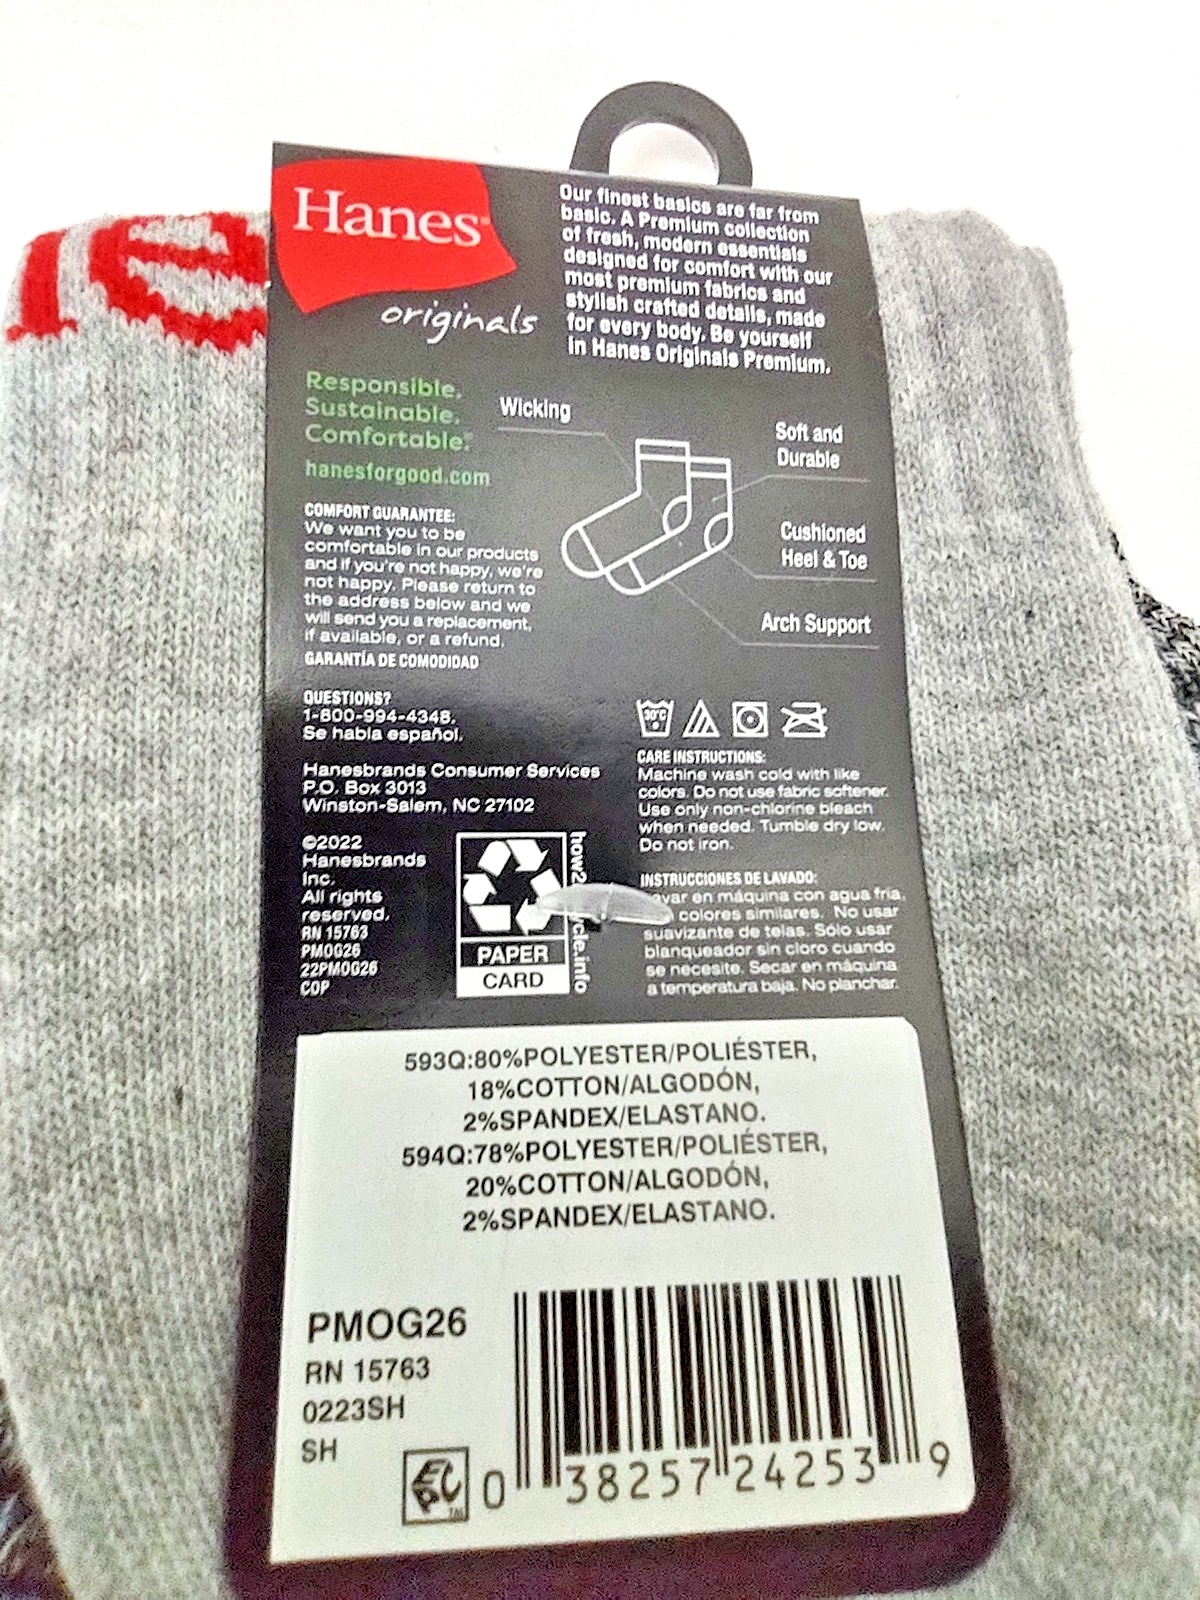 Hanes
originals
Our finest basics are far from
basic. A Premium collection
of fresh, modern essentials
designed for comfort with our
most premium fabrics and
stylish crafted details, made
for every body. Be yourself
in Hanes Originals Premium.
Responsible.
Sustainable.
Comfortable.
hanesforgood.com
Wicking
Soft and
Durable
Cushioned
Heel & Toe
Arch Support
COMFORT GUARANTEE:
We want you to be
comfortable in our products
and if you're not happy, we're
not happy. Please return to
the address below and we
will send you a replacement,
if available, or a refund.
GARANTÍA DE COMODIDAD
QUESTIONS?
1-800-994-4348.
Se habla español.
Hanesbrands Consumer Services
P.O. Box 3013
Winston-Salem, NC 27102
©2022
Hanesbrands
Inc.
All rights
reserved.
RN 15763
PMOG26
22PMOG26
COP
PAPER
CARD
30°C
CARE INSTRUCTIONS:
Machine wash cold with like
colors. Do not use fabric softener.
Use only non-chlorine bleach
when needed. Tumble dry low.
Do not iron.
INSTRUCCIONES DE LAVADO:
en máquina con agua fría,
colores similares. No usar
suavizante de telas. Sólo usar
blanqueador sin cloro cuando
se necesite. Secar en máquina
a temperatura baja. No planchar.
593Q:80%POLYESTER/POLIÉSTER,
18%COTTON/ALGODÓN,
2%SPANDEX/ELASTANO.
594Q:78%POLYESTER/POLIÉSTER,
20%COTTON/ALGODÓN,
2%SPANDEX/ELASTANO.
PMOG26
RN 15763
0223SH
SH
EPC
TM
0 38257 24253 9